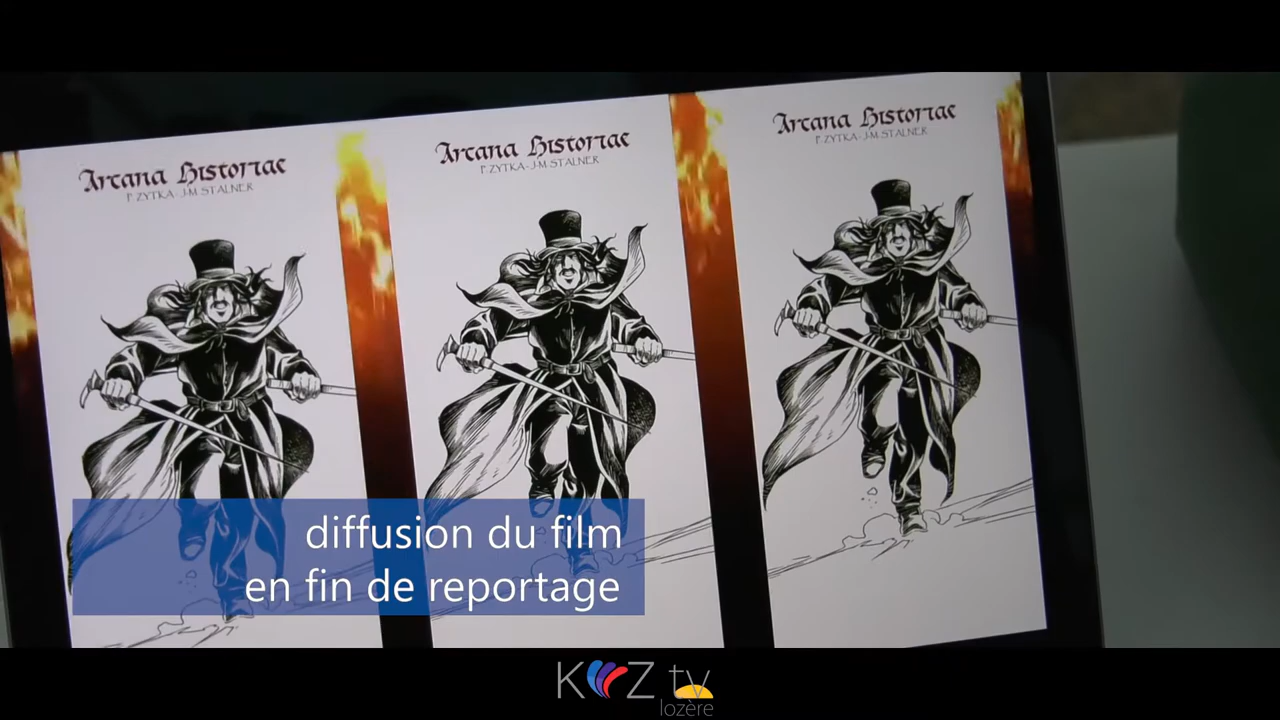 Arcana Historiae
P. ZYTKA - J-M. STALNER
Arcana Historiae
P. ZYTKA - J-M. STALNER
Arcana Historiae
P. ZYTKA - J-M. STALNER
diffusion du film
en fin de reportage
KOZ tv
lozère